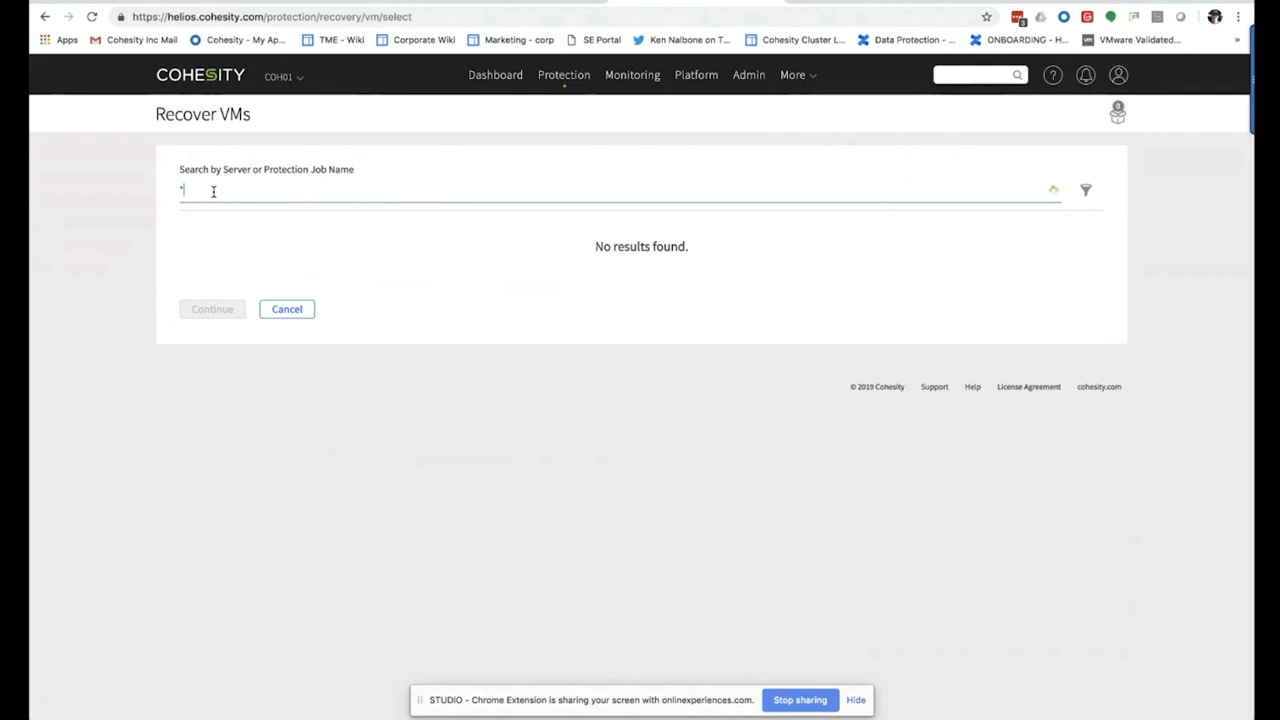 https://helios.cohesity.com/protection/recovery/vm/select
Apps Cohesity Inc Mail Cohesity - My Ap... TME - Wiki Corporate Wiki Marketing - corp SE Portal Ken Nalbone on T... Cohesity Cluster L... Data Protection - ... ONBOARDING - H... VMware Validated... »
COHESITY COH01 Dashboard Protection Monitoring Platform Admin More
Recover VMs
0
Search by Server or Protection Job Name
*
No results found.
Continue Cancel
© 2019 Cohesity Support Help License Agreement cohesity.com
STUDIO - Chrome Extension is sharing your screen with onlinexperiences.com. Stop sharing Hide